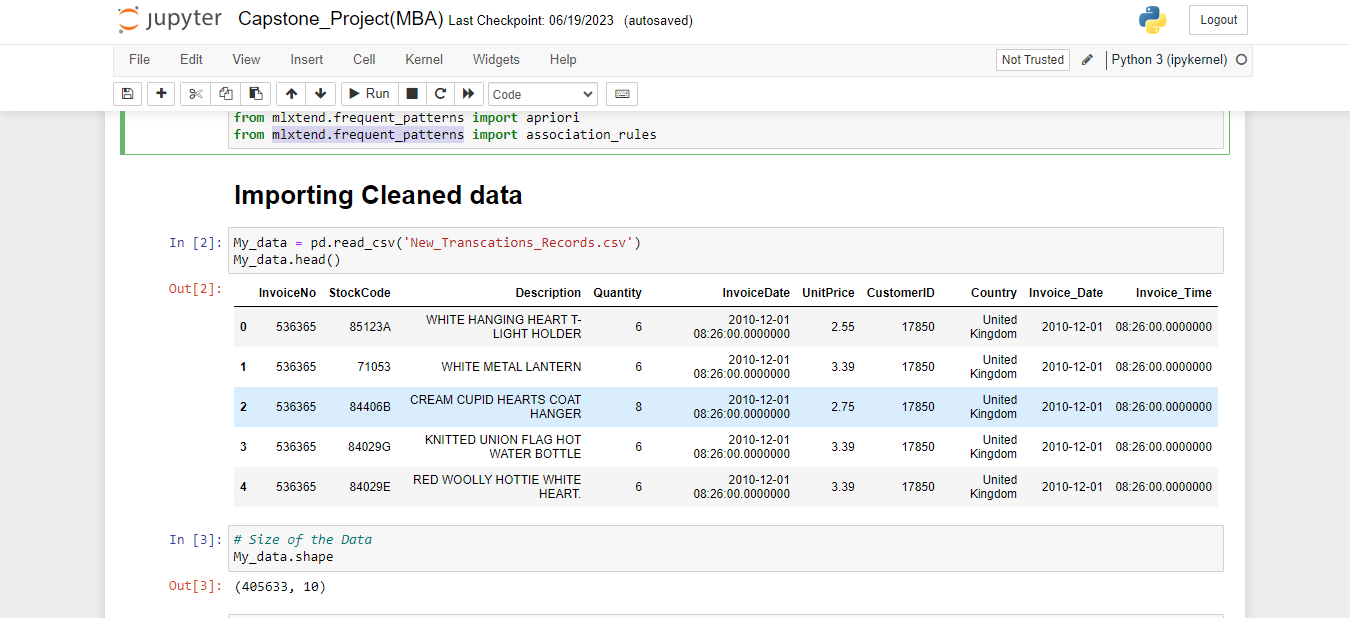 jupyter Capstone_Project(MBA) Last Checkpoint: 06/19/2023 (autosaved) Logout
File Edit View Insert Cell Kernel Widgets Help Not Trusted Python 3 (ipykernel)
Run Code
from mlxtend.frequent_patterns import apriori
from mlxtend.frequent_patterns import association_rules
Importing Cleaned data
In [2]: My_data = pd.read_csv('New_Transcations_Records.csv')
My_data.head()
Out[2]:
InvoiceNo StockCode Description Quantity InvoiceDate UnitPrice CustomerID Country Invoice_Date Invoice_Time
0 536365 85123A WHITE HANGING HEART T-LIGHT HOLDER 6 2010-12-01 08:26:00.0000000 2.55 17850 United Kingdom 2010-12-01 08:26:00.0000000
1 536365 71053 WHITE METAL LANTERN 6 2010-12-01 08:26:00.0000000 3.39 17850 United Kingdom 2010-12-01 08:26:00.0000000
2 536365 84406B CREAM CUPID HEARTS COAT HANGER 8 2010-12-01 08:26:00.0000000 2.75 17850 United Kingdom 2010-12-01 08:26:00.0000000
3 536365 84029G KNITTED UNION FLAG HOT WATER BOTTLE 6 2010-12-01 08:26:00.0000000 3.39 17850 United Kingdom 2010-12-01 08:26:00.0000000
4 536365 84029E RED WOOLLY HOTTIE WHITE HEART. 6 2010-12-01 08:26:00.0000000 3.39 17850 United Kingdom 2010-12-01 08:26:00.0000000
In [3]: # Size of the Data
My_data.shape
Out[3]: (405633, 10)